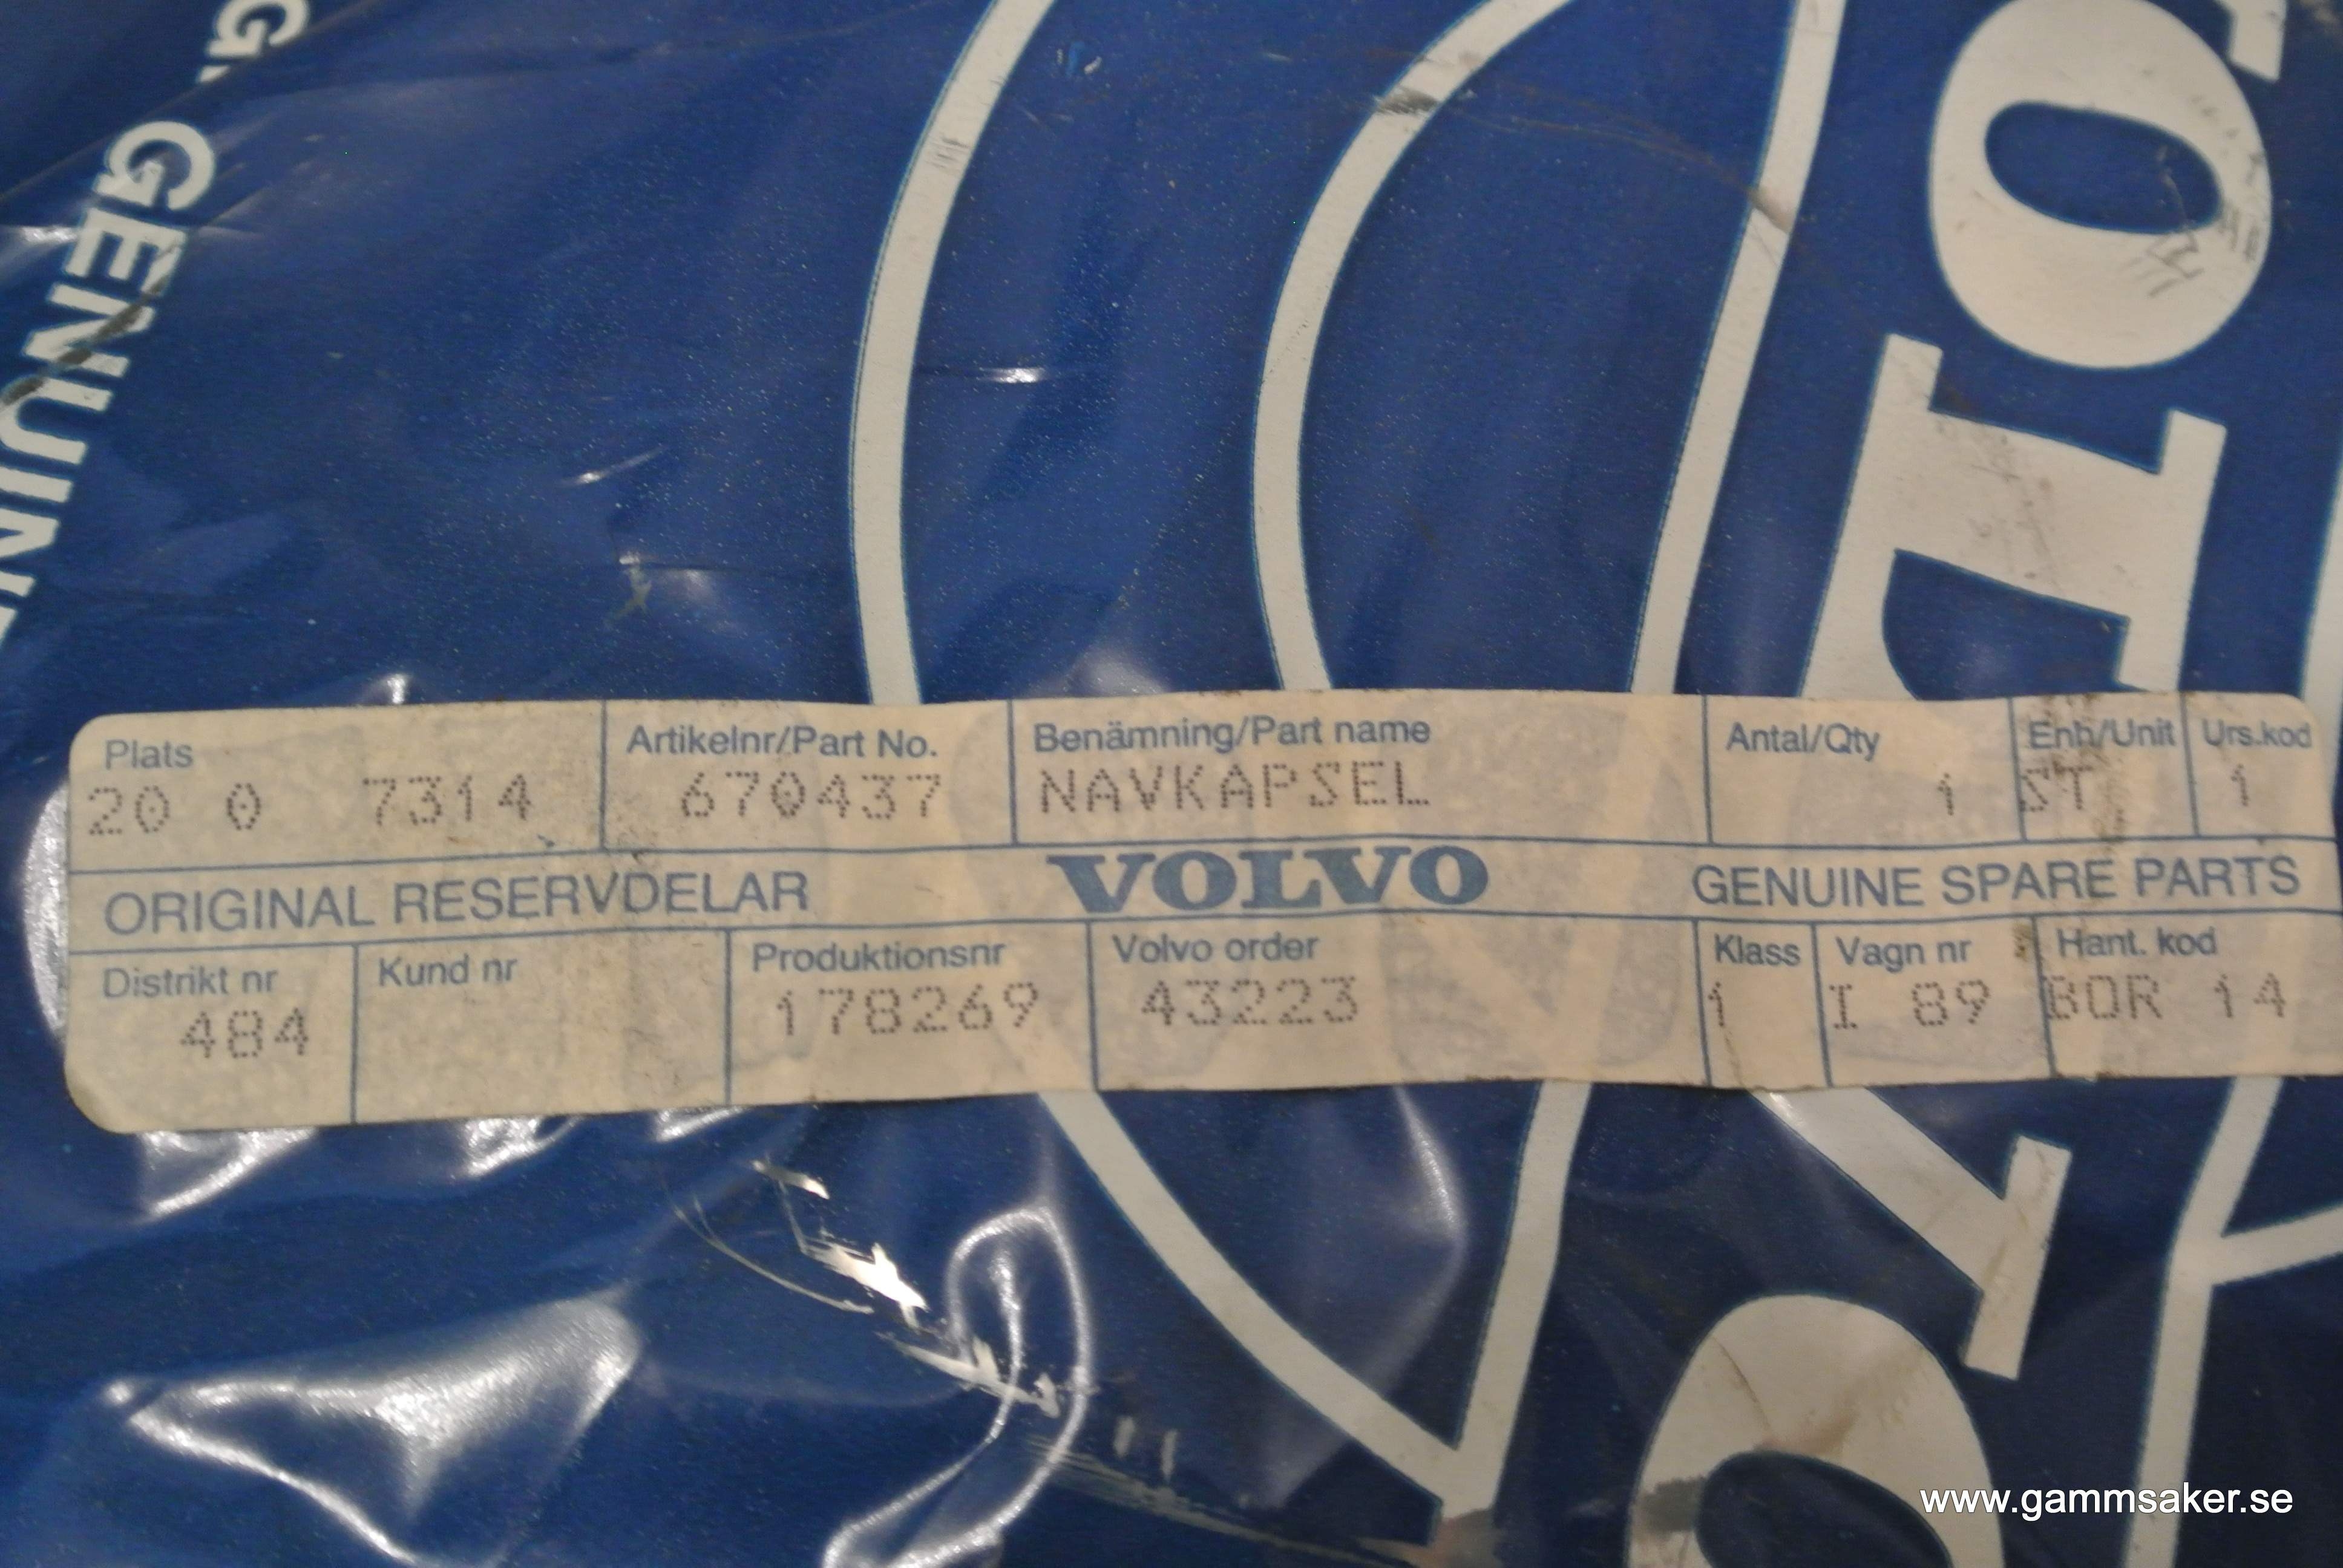 G
GENUINE
VOLVO
Plats Artikelnr/Part No. Benämning/Part name Antal/Qty Enh/Unit Urs.kod
20 0 7314 670437 NAVKAPSEL 1 ST 1
ORIGINAL RESERVDELAR VOLVO GENUINE SPARE PARTS
Distrikt nr Kund nr Produktionsnr Volvo order Klass Vagn nr Hant. kod
484 178269 43223 1 I 89 BOR 14
www.gammsaker.se